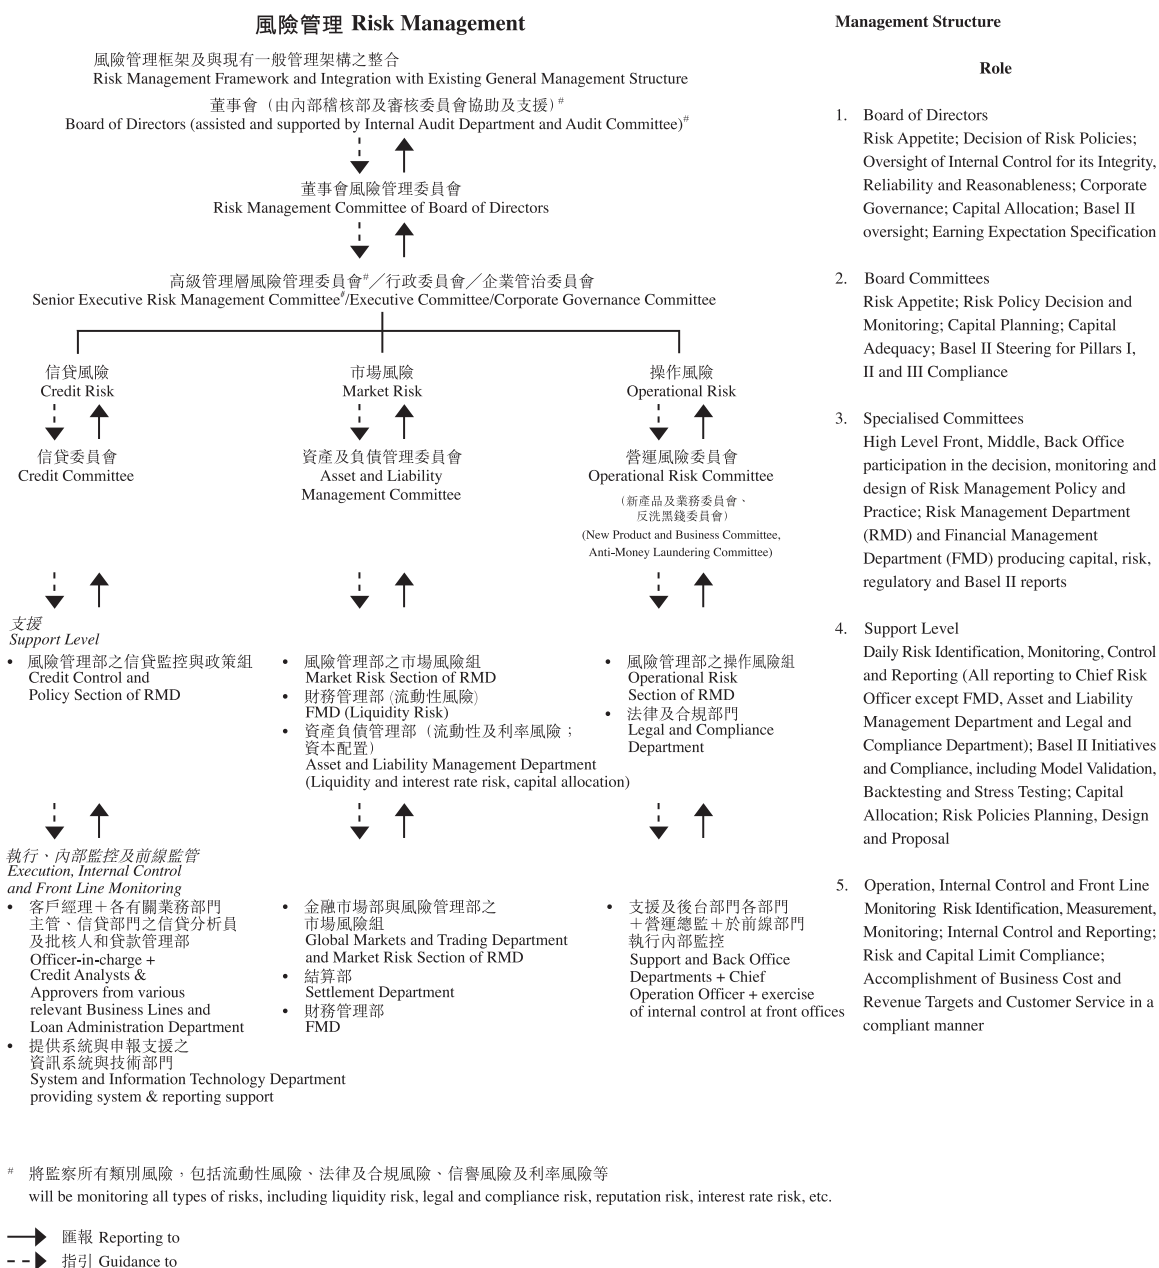 風險管理 Risk Management
風險管理框架及與現有一般管理架構之整合
Risk Management Framework and Integration with Existing General Management Structure
董事會（由內部稽核部及審核委員會協助及支援）#
Board of Directors (assisted and supported by Internal Audit Department and Audit Committee)#
董事會風險管理委員會
Risk Management Committee of Board of Directors
高級管理層風險管理委員會#／行政委員會／企業管治委員會
Senior Executive Risk Management Committee#/Executive Committee/Corporate Governance Committee
信貸風險
Credit Risk
市場風險
Market Risk
操作風險
Operational Risk
信貸委員會
Credit Committee
資產及負債管理委員會
Asset and Liability
Management Committee
營運風險委員會
Operational Risk Committee
（新產品及業務委員會、
反洗黑錢委員會）
(New Product and Business Committee,
Anti-Money Laundering Committee)
支援
Support Level
• 風險管理部之信貸監控與政策組
Credit Control and
Policy Section of RMD
• 風險管理部之市場風險組
Market Risk Section of RMD
• 財務管理部 (流動性風險)
FMD (Liquidity Risk)
• 資產負債管理部（流動性及利率風險；
資本配置）
Asset and Liability Management Department
(Liquidity and interest rate risk, capital allocation)
• 風險管理部之操作風險組
Operational Risk
Section of RMD
• 法律及合規部門
Legal and Compliance
Department
執行、內部監控及前線監管
Execution, Internal Control
and Front Line Monitoring
• 客戶經理＋各有關業務部門
主管、信貸部門之信貸分析員
及批核人和貸款管理部
Officer-in-charge +
Credit Analysts &
Approvers from various
relevant Business Lines and
Loan Administration Department
• 提供系統與申報支援之
資訊系統與技術部門
System and Information Technology Department
providing system & reporting support
• 金融市場部與風險管理部之
市場風險組
Global Markets and Trading Department
and Market Risk Section of RMD
• 結算部
Settlement Department
• 財務管理部
FMD
• 支援及後台部門各部門
＋營運總監＋於前線部門
執行內部監控
Support and Back Office
Departments + Chief
Operation Officer + exercise
of internal control at front offices
# 將監察所有類別風險，包括流動性風險、法律及合規風險、信譽風險及利率風險等
will be monitoring all types of risks, including liquidity risk, legal and compliance risk, reputation risk, interest rate risk, etc.
匯報 Reporting to
指引 Guidance to
Management Structure
Role
1. Board of Directors
Risk Appetite; Decision of Risk Policies;
Oversight of Internal Control for its Integrity,
Reliability and Reasonableness; Corporate
Governance; Capital Allocation; Basel II
oversight; Earning Expectation Specification
2. Board Committees
Risk Appetite; Risk Policy Decision and
Monitoring; Capital Planning; Capital
Adequacy; Basel II Steering for Pillars I,
II and III Compliance
3. Specialised Committees
High Level Front, Middle, Back Office
participation in the decision, monitoring and
design of Risk Management Policy and
Practice; Risk Management Department
(RMD) and Financial Management
Department (FMD) producing capital, risk,
regulatory and Basel II reports
4. Support Level
Daily Risk Identification, Monitoring, Control
and Reporting (All reporting to Chief Risk
Officer except FMD, Asset and Liability
Management Department and Legal and
Compliance Department); Basel II Initiatives
and Compliance, including Model Validation,
Backtesting and Stress Testing; Capital
Allocation; Risk Policies Planning, Design
and Proposal
5. Operation, Internal Control and Front Line
Monitoring Risk Identification, Measurement,
Monitoring; Internal Control and Reporting;
Risk and Capital Limit Compliance;
Accomplishment of Business Cost and
Revenue Targets and Customer Service in a
compliant manner